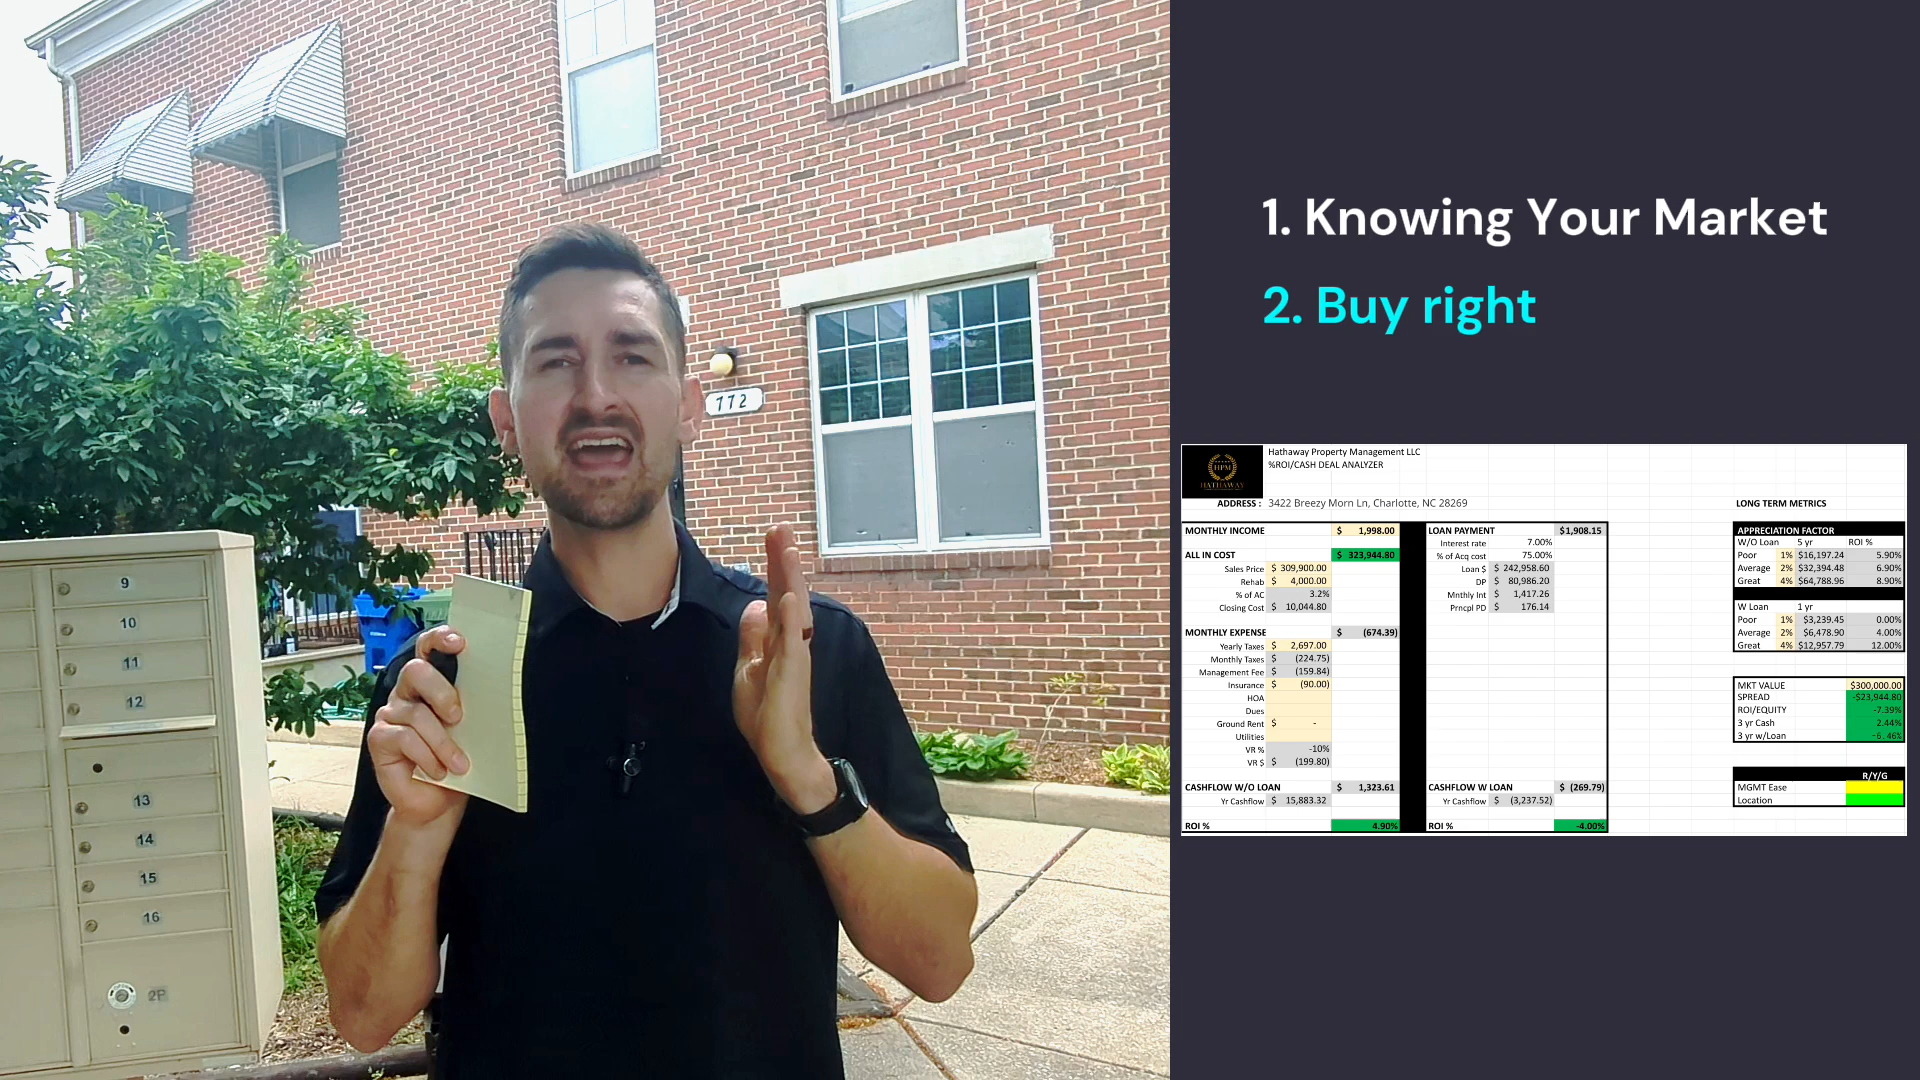 772
9
10
11
12
13
14
15
16
2P
1. Knowing Your Market
2. Buy right
HPM
HATHAWAY
Hathaway Property Management LLC
%ROI/CASH DEAL ANALYZER
ADDRESS : 3422 Breezy Morn Ln, Charlotte, NC 28269
MONTHLY INCOME $ 1,998.00
ALL IN COST $ 323,944.80
Sales Price $ 309,900.00
Rehab $ 4,000.00
% of AC 3.2%
Closing Cost $ 10,044.80
MONTHLY EXPENSE $ (674.39)
Yearly Taxes $ 2,697.00
Monthly Taxes $ (224.75)
Management Fee $ (159.84)
Insurance $ (90.00)
HOA
Dues
Ground Rent $ -
Utilities
VR % -10%
VR $ $ (199.80)
CASHFLOW W/O LOAN $ 1,323.61
Yr Cashflow $ 15,883.32
ROI % 4.90%
LOAN PAYMENT $1,908.15
Interest rate 7.00%
% of Acq cost 75.00%
Loan $ $ 242,958.60
DP $ 80,986.20
Mnthly Int $ 1,417.26
Prncpl PD $ 176.14
CASHFLOW W LOAN $ (269.79)
Yr Cashflow $ (3,237.52)
ROI % -4.00%
LONG TERM METRICS
APPRECIATION FACTOR
W/O Loan 5 yr ROI %
Poor 1% $16,197.24 5.90%
Average 2% $32,394.48 6.90%
Great 4% $64,788.96 8.90%
W Loan 1 yr
Poor 1% $3,239.45 0.00%
Average 2% $6,478.90 4.00%
Great 4% $12,957.79 12.00%
MKT VALUE $300,000.00
SPREAD -$23,944.80
ROI/EQUITY -7.39%
3 yr Cash 2.44%
3 yr w/Loan -6.46%
R/Y/G
MGMT Ease
Location